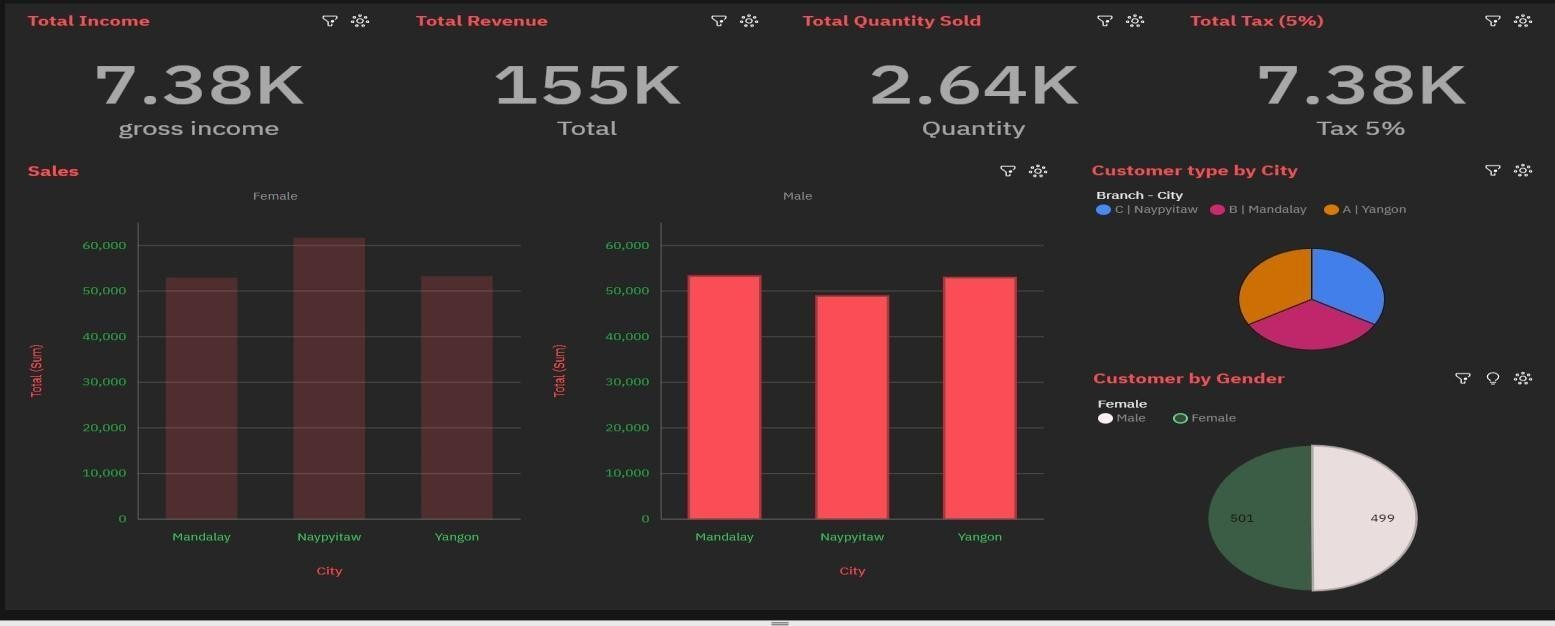 Total Income
Total Revenue
Total Quantity Sold
Total Tax (5%)
7.38K
155K
2.64K
7.38K
gross income
Total
Quantity
Tax 5%
Sales
Female
Male
60,000
50,000
40,000
30,000
20,000
10,000
0
Total (Sum)
Mandalay
Naypyitaw
Yangon
City
60,000
50,000
40,000
30,000
20,000
10,000
0
Total (Sum)
Mandalay
Naypyitaw
Yangon
City
Customer type by City
Branch - City
C | Naypyitaw
B | Mandalay
A | Yangon
Customer by Gender
Female
Male
Female
501
499